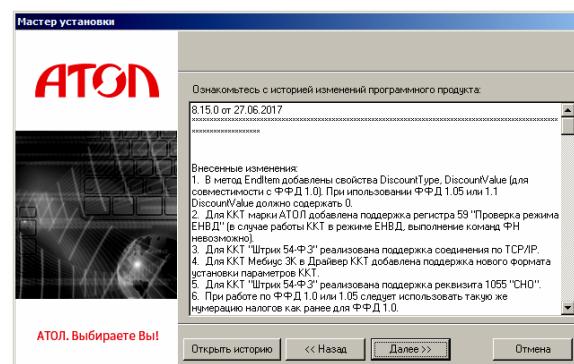 Мастер установки
АТОЛ
Ознакомьтесь с историей изменений программного продукта:
8.15.0 от 27.06.2017
Внесенные изменения:
1. В метод EndItem добавлены свойства DiscountType, DiscountValue (для
совместимости с ФФД 1.0). При ипользовании ФФД 1.05 или 1.1
DiscountValue должно содержать 0.
2. Для ККТ марки АТОЛ добавлена поддержка регистра 59 "Проверка режима
ЕНВД" (в случае работы ККТ в режиме ЕНВД, выполнение команд ФН
невозможно).
3. Для ККТ "Штрих 54-ФЗ" реализована поддержка соединения по TCP/IP.
4. Для ККТ Мебиус 3К в Драйвер ККТ добавлена поддержка нового формата
установки параметров ККТ.
5. Для ККТ "Штрих 54-ФЗ" реализована поддержка реквизита 1055 "СНО".
6. При работе по ФФД 1.0 или 1.05 следует использовать такую же
нумерацию налогов как ранее для ФФД 1.0.
АТОЛ. Выбираете Вы!
Открыть историю
<< Назад
Далее >>
Отмена